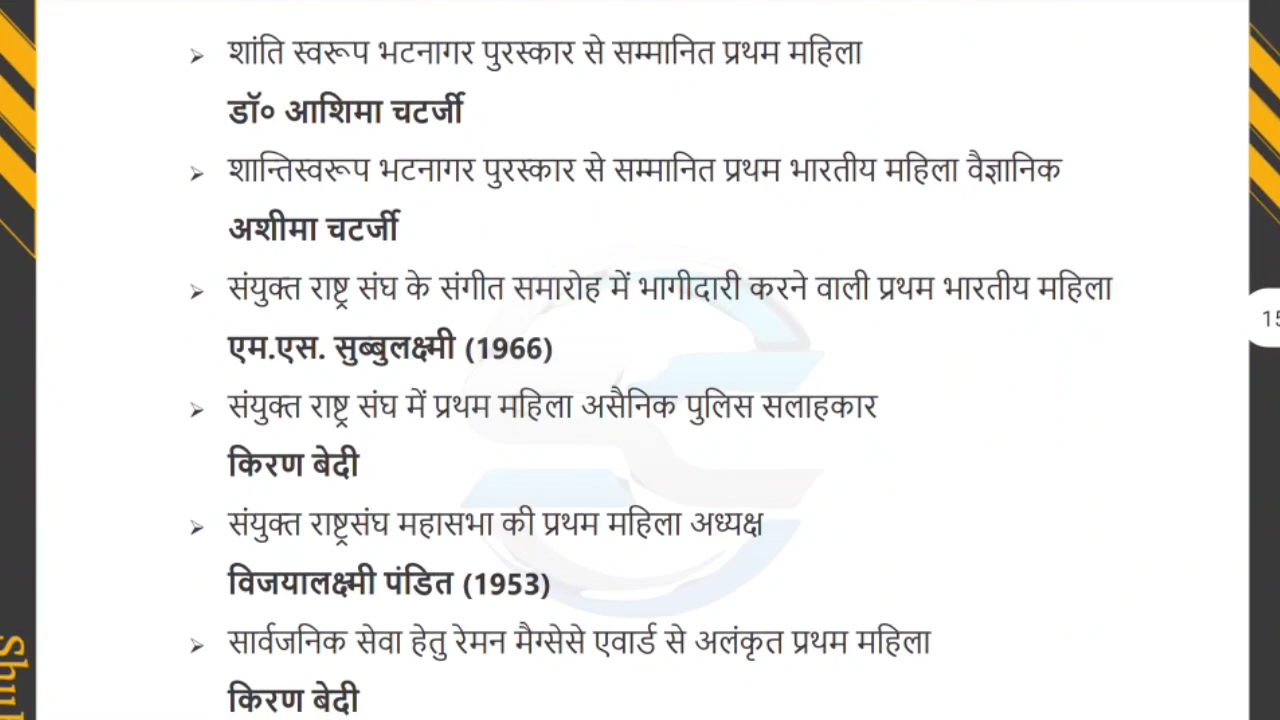 ➢ शांति स्वरूप भटनागर पुरस्कार से सम्मानित प्रथम महिला
डॉ० आशिमा चटर्जी
➢ शान्तिस्वरूप भटनागर पुरस्कार से सम्मानित प्रथम भारतीय महिला वैज्ञानिक
अशीमा चटर्जी
➢ संयुक्त राष्ट्र संघ के संगीत समारोह में भागीदारी करने वाली प्रथम भारतीय महिला
एम.एस. सुब्बुलक्ष्मी (1966)
➢ संयुक्त राष्ट्र संघ में प्रथम महिला असैनिक पुलिस सलाहकार
किरण बेदी
➢ संयुक्त राष्ट्रसंघ महासभा की प्रथम महिला अध्यक्ष
विजयालक्ष्मी पंडित (1953)
➢ सार्वजनिक सेवा हेतु रेमन मैग्सेसे एवार्ड से अलंकृत प्रथम महिला
किरण बेदी